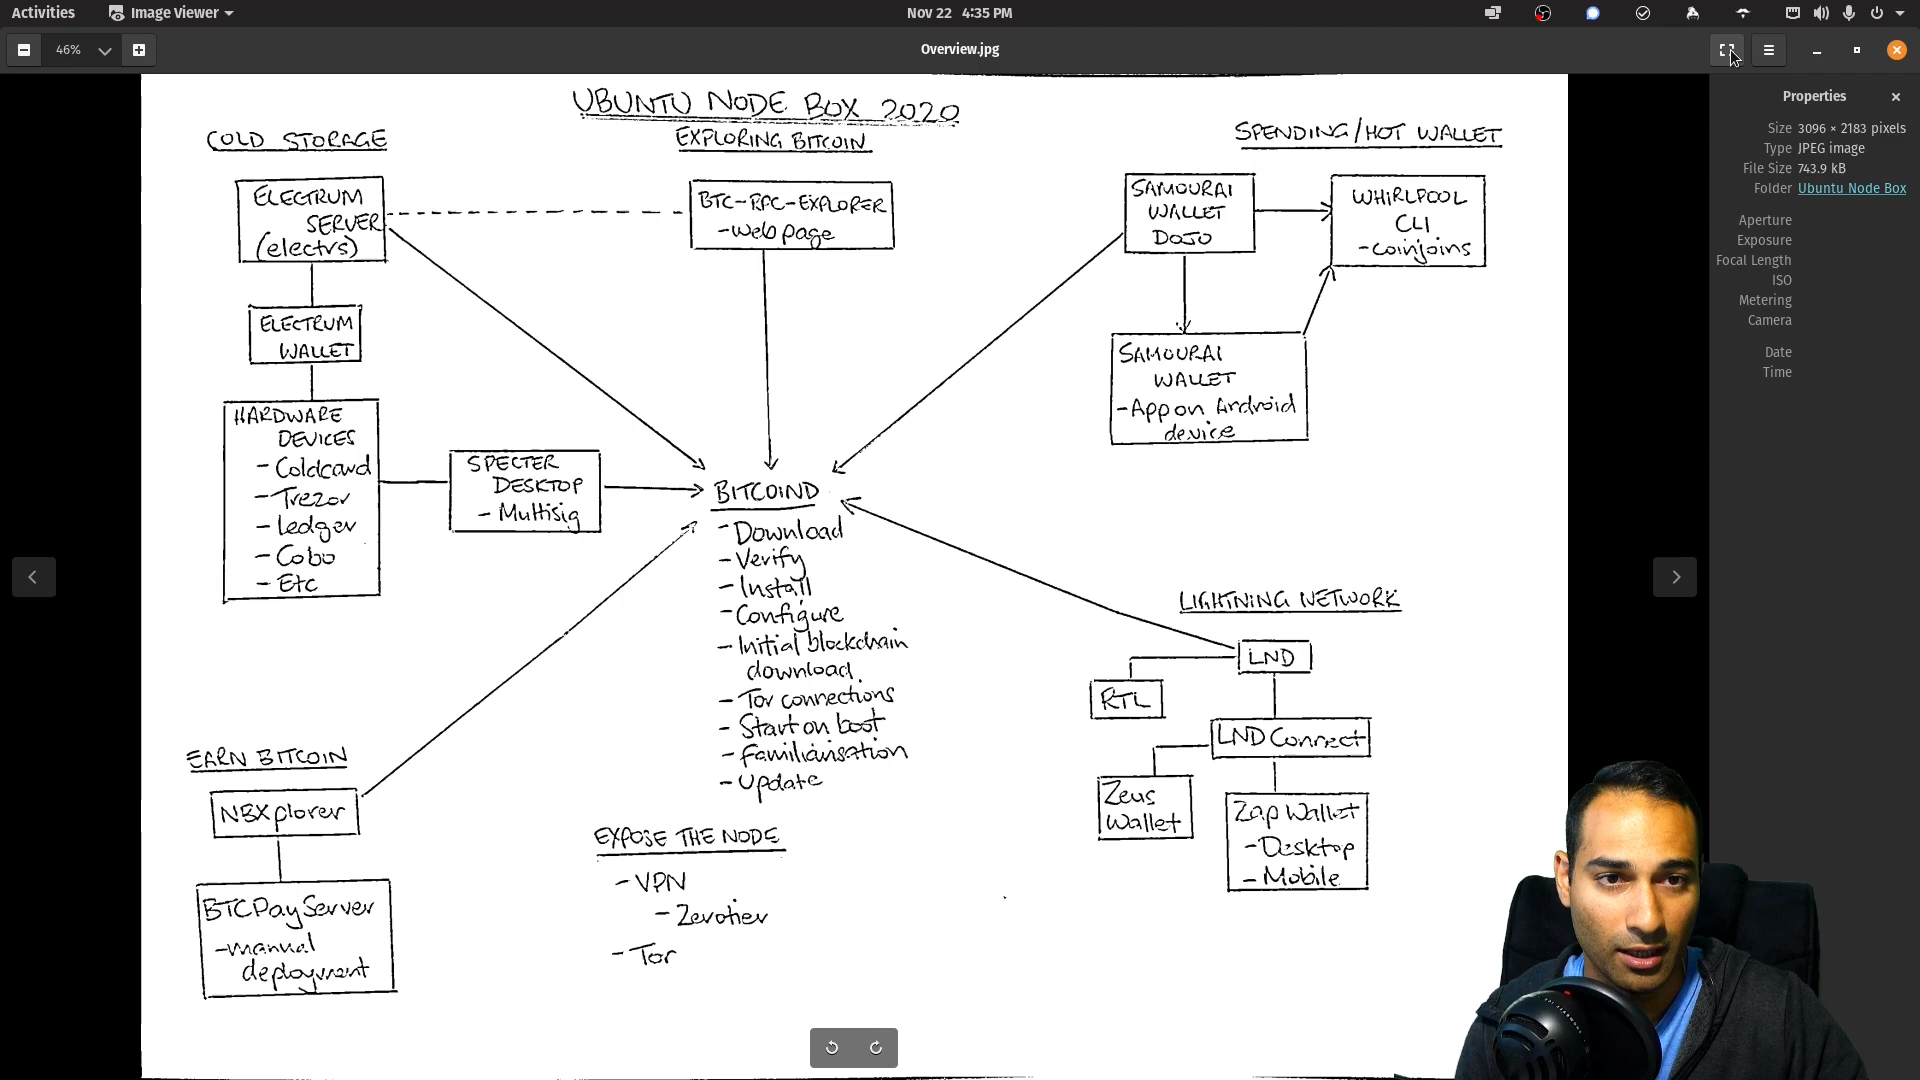 Activities
Image Viewer
Nov 22 4:35 PM
46%
Overview.jpg
UBUNTU NODE BOX 2020
COLD STORAGE
ELECTRUM
SERVER
(electrs)
ELECTRUM
WALLET
HARDWARE
DEVICES
- Coldcard
- Trezor
- Ledger
- Cobo
- Etc
SPECTER
DESKTOP
- Multisig
EXPLORING BITCOIN
BTC-RPC-EXPLORER
- Web page
BITCOIND
- Download
- Verify
- Install
- Configure
- Initial blockchain
download
- Tor connections
- Start on boot
- Familiarisation
- Update
SPENDING/HOT WALLET
SAMOURAI
WALLET
DOJO
WHIRLPOOL
CLI
- coinjoins
SAMOURAI
WALLET
- App on Android
device
LIGHTNING NETWORK
LND
RTL
LND Connect
Zeus
Wallet
Zap Wallet
- Desktop
- Mobile
EARN BITCOIN
NBXplorer
BTCPayServer
- manual
deployment
EXPOSE THE NODE
- VPN
- Zerotier
- Tor
Properties
Size 3096 × 2183 pixels
Type JPEG image
File Size 743.9 kB
Folder Ubuntu Node Box
Aperture
Exposure
Focal Length
ISO
Metering
Camera
Date
Time